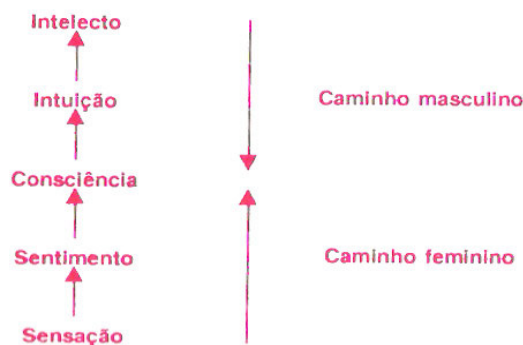 Intelecto
Intuição
Caminho masculino
Consciência
Sentimento
Caminho feminino
Sensação